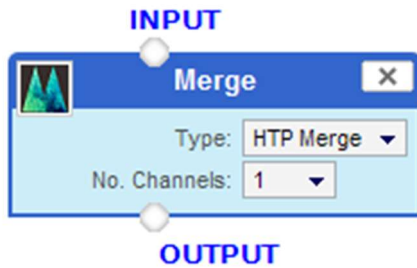 INPUT
Merge
Type: HTP Merge
No. Channels: 1
OUTPUT